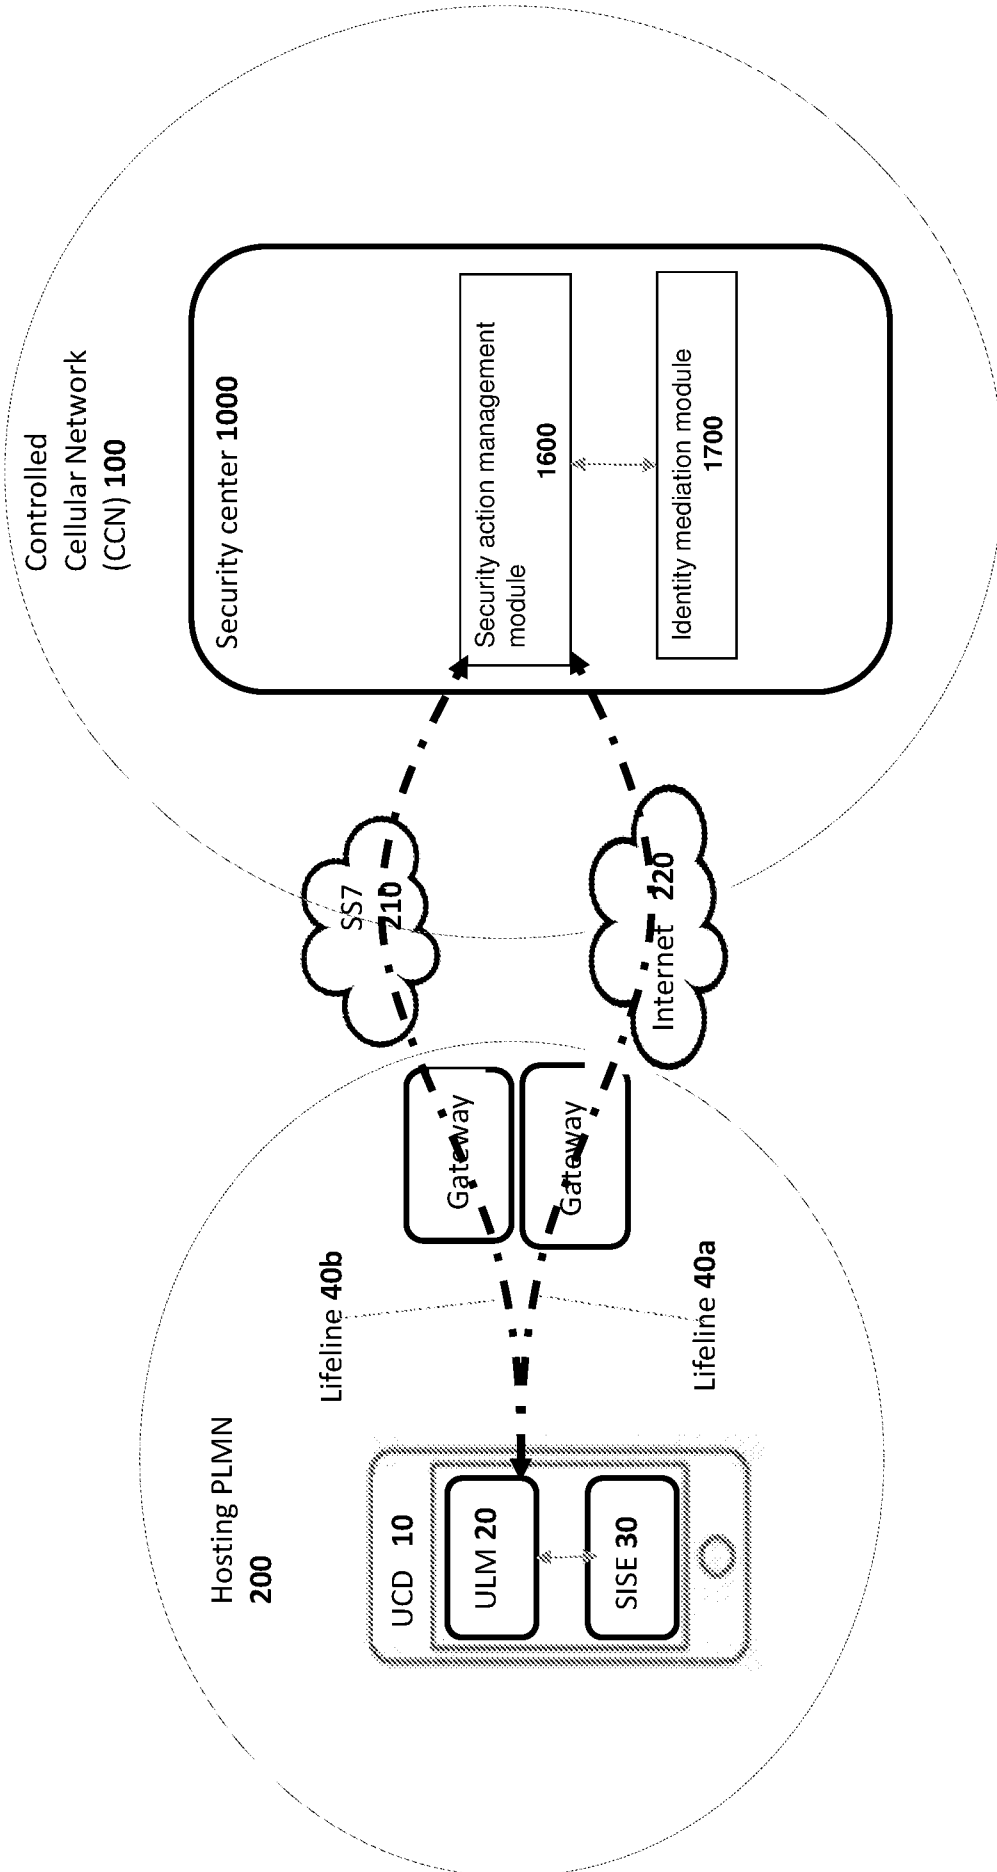 Hosting PLMN
200
UCD 10
ULM 20
SISE 30
Lifeline 40b
Lifeline 40a
Gateway
Gateway
SS7
210
Internet 220
Controlled
Cellular Network
(CCN) 100
Security center 1000
Security action management
module
1600
Identity mediation module
1700